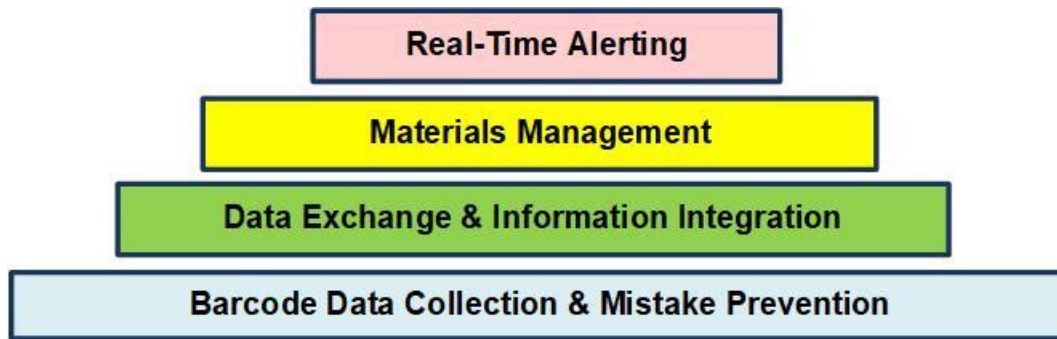 Real-Time Alerting
Materials Management
Data Exchange & Information Integration
Barcode Data Collection & Mistake Prevention